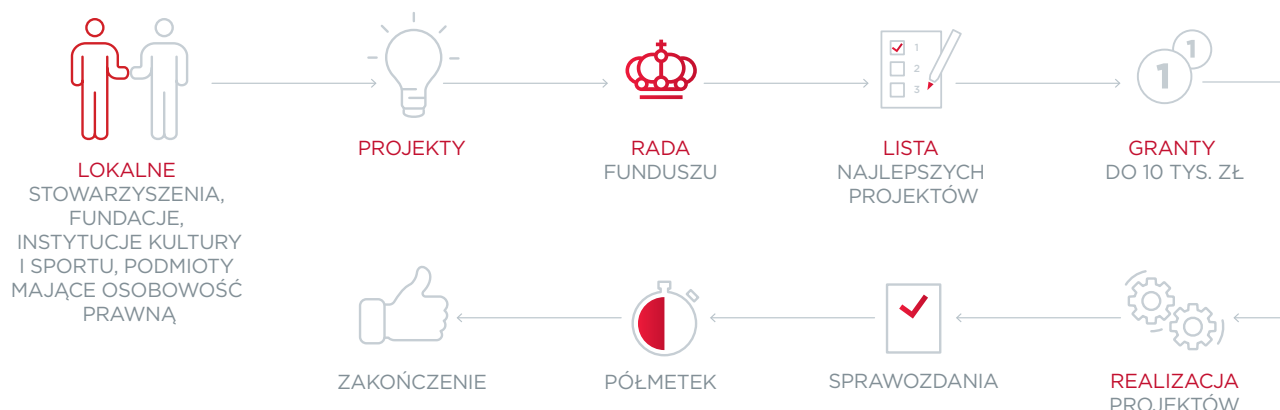 LOKALNE
STOWARZYSZENIA,
FUNDACJE,
INSTYTUCJE KULTURY
I SPORTU, PODMIOTY
MAJĄCE OSOBOWOŚĆ
PRAWNĄ
PROJEKTY
RADA
FUNDUSZU
1
2
3
LISTA
NAJLEPSZYCH
PROJEKTÓW
1
1
GRANTY
DO 10 TYS. ZŁ
REALIZACJA
PROJEKTÓW
SPRAWOZDANIA
PÓŁMETEK
ZAKOŃCZENIE